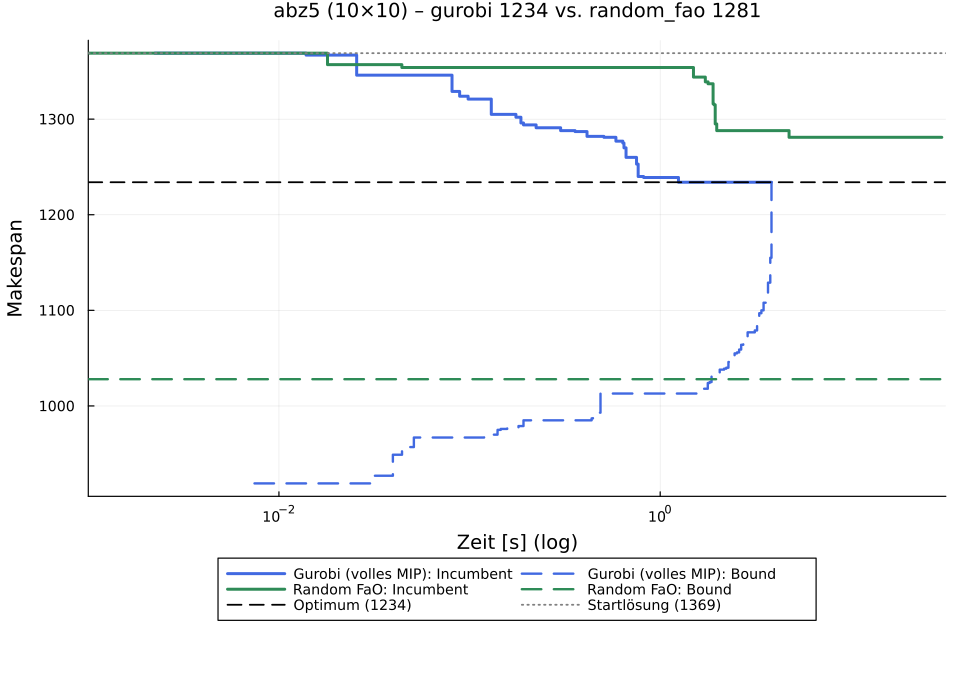 abz5 (10×10) – gurobi 1234 vs. random_fao 1281
Makespan
1300
1200
1100
1000
10⁻² 10⁰
Zeit [s] (log)
Gurobi (volles MIP): Incumbent Gurobi (volles MIP): Bound
Random FaO: Incumbent Random FaO: Bound
Optimum (1234) Startlösung (1369)